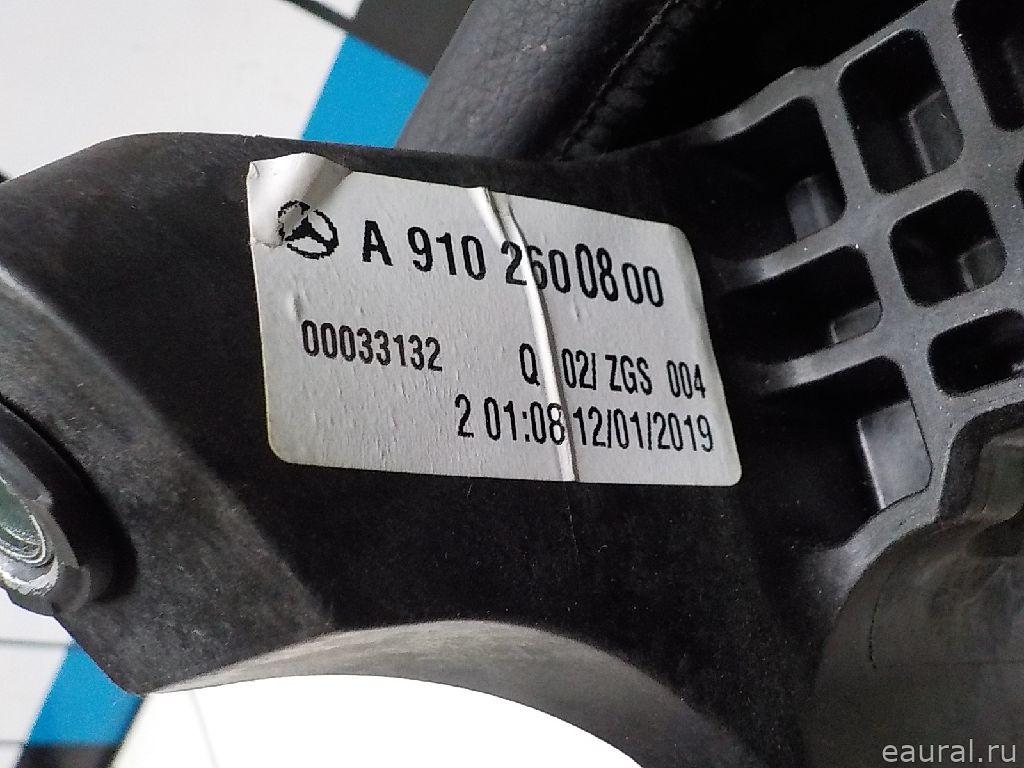 A 910 260 08 00
00033132 Q 02/ ZGS 004
2 01:08 12/01/2019
eaural.ru